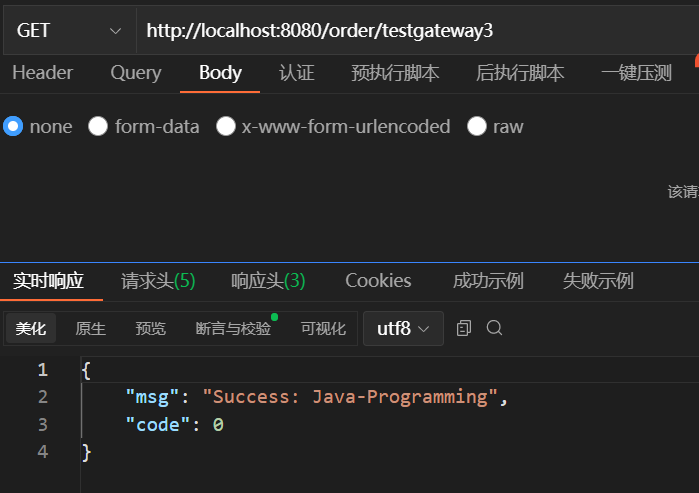 GET http://localhost:8080/order/testgateway3
Header Query Body 认证 预执行脚本 后执行脚本 一键压测
none form-data x-www-form-urlencoded raw
该请
实时响应 请求头(5) 响应头(3) Cookies 成功示例 失败示例
美化 原生 预览 断言与校验 可视化 utf8
1 {
2 "msg": "Success: Java-Programming",
3 "code": 0
4 }